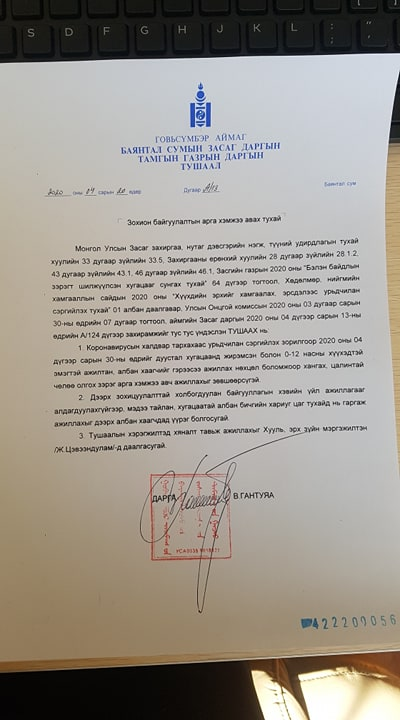 S D F G H J K L : ; " '
ГОВЬСҮМБЭР АЙМАГ
БАЯНТАЛ СУМЫН ЗАСАГ ДАРГЫН
ТАМГЫН ГАЗРЫН ДАРГЫН
ТУШААЛ
2020 оны 04 сарын 20 өдөр Дугаар А/13 Баянтал сум
Зохион байгуулалтын арга хэмжээ авах тухай
Монгол Улсын Засаг захиргаа, нутаг дэвсгэрийн нэгж, түүний удирдлагын тухай
хуулийн 33 дугаар зүйлийн 33.5, Захиргааны ерөнхий хуулийн 28 дугаар зүйлийн 28.1.2,
43 дугаар зүйлийн 43.1, 46 дугаар зүйлийн 46.1, Засгийн газрын 2020 оны "Бэлэн байдлын
зэрэгт шилжүүлсэн хугацааг сунгах тухай" 64 дүгээр тогтоол, Хөдөлмөр, нийгмийн
хамгааллын сайдын 2020 оны "Хүүхдийн эрхийг хамгаалах, эрсдэлээс урьдчилан
сэргийлэх тухай" 01 албан даалгавар, Улсын Онцгой комиссын 2020 оны 03 дугаар сарын
30-ны өдрийн 07 дугаар тогтоол, аймгийн Засаг даргын 2020 оны 04 дүгээр сарын 13-ны
өдрийн А/124 дүгээр захирамжийг тус тус үндэслэн ТУШААХ нь:
1. Коронавирусын халдвар тархахаас урьдчилан сэргийлэх зорилгоор 2020 оны 04
дүгээр сарын 30-ны өдрийг дуустал хугацаанд жирэмсэн болон 0-12 насны хүүхэдтэй
эмэгтэй ажилтан, албан хаагчийг гэрээсээ ажиллах нөхцөл боломжоор хангах, цалинтай
чөлөө олгох зэрэг арга хэмжээ авч ажиллахыг зөвшөөрсүгэй.
2. Дээрх зохицуулалттай холбогдуулан байгууллагын хэвийн үйл ажиллагааг
алдагдуулахгүйгээр, мэдээ тайлан, хугацаатай албан бичгийн хариуг цаг тухайд нь гаргаж
ажиллахыг дээрх албан хаагчдад үүрэг болгосугай.
3. Тушаалын хэрэгжилтэд хяналт тавьж ажиллахыг Хууль, эрх зүйн мэргэжилтэн
/Ж.Цэвээндулам/-д даалгасугай.
ДАРГА В.ГАНТУЯА
422200056